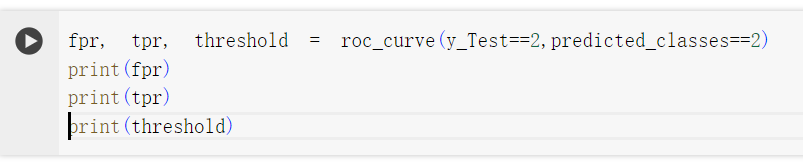 fpr, tpr, threshold = roc_curve(y_Test==2,predicted_classes==2)
print(fpr)
print(tpr)
print(threshold)